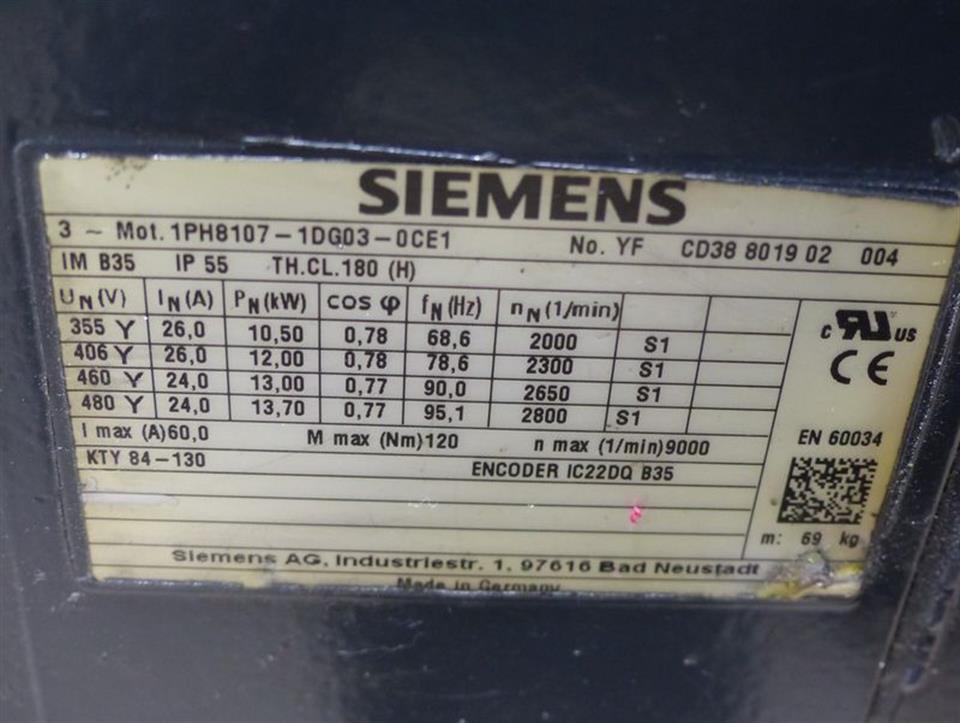 SIEMENS
3 ~ Mot. 1PH8107-1DG03-0CE1 No. YF CD38 8019 02 004
IM B35 IP 55 TH.CL.180 (H)
UN(V) IN(A) PN(kW) cos φ fN(Hz) nN(1/min)
355 Y 26,0 10,50 0,78 68,6 2000 S1
406 Y 26,0 12,00 0,78 78,6 2300 S1
460 Y 24,0 13,00 0,77 90,0 2650 S1
480 Y 24,0 13,70 0,77 95,1 2800 S1
c RU US
CE
I max (A)60,0 M max (Nm)120 n max (1/min)9000
EN 60034
KTY 84-130 ENCODER IC22DQ B35
m: 69 kg
Siemens AG, Industriestr. 1, 97616 Bad Neustadt
Made in Germany